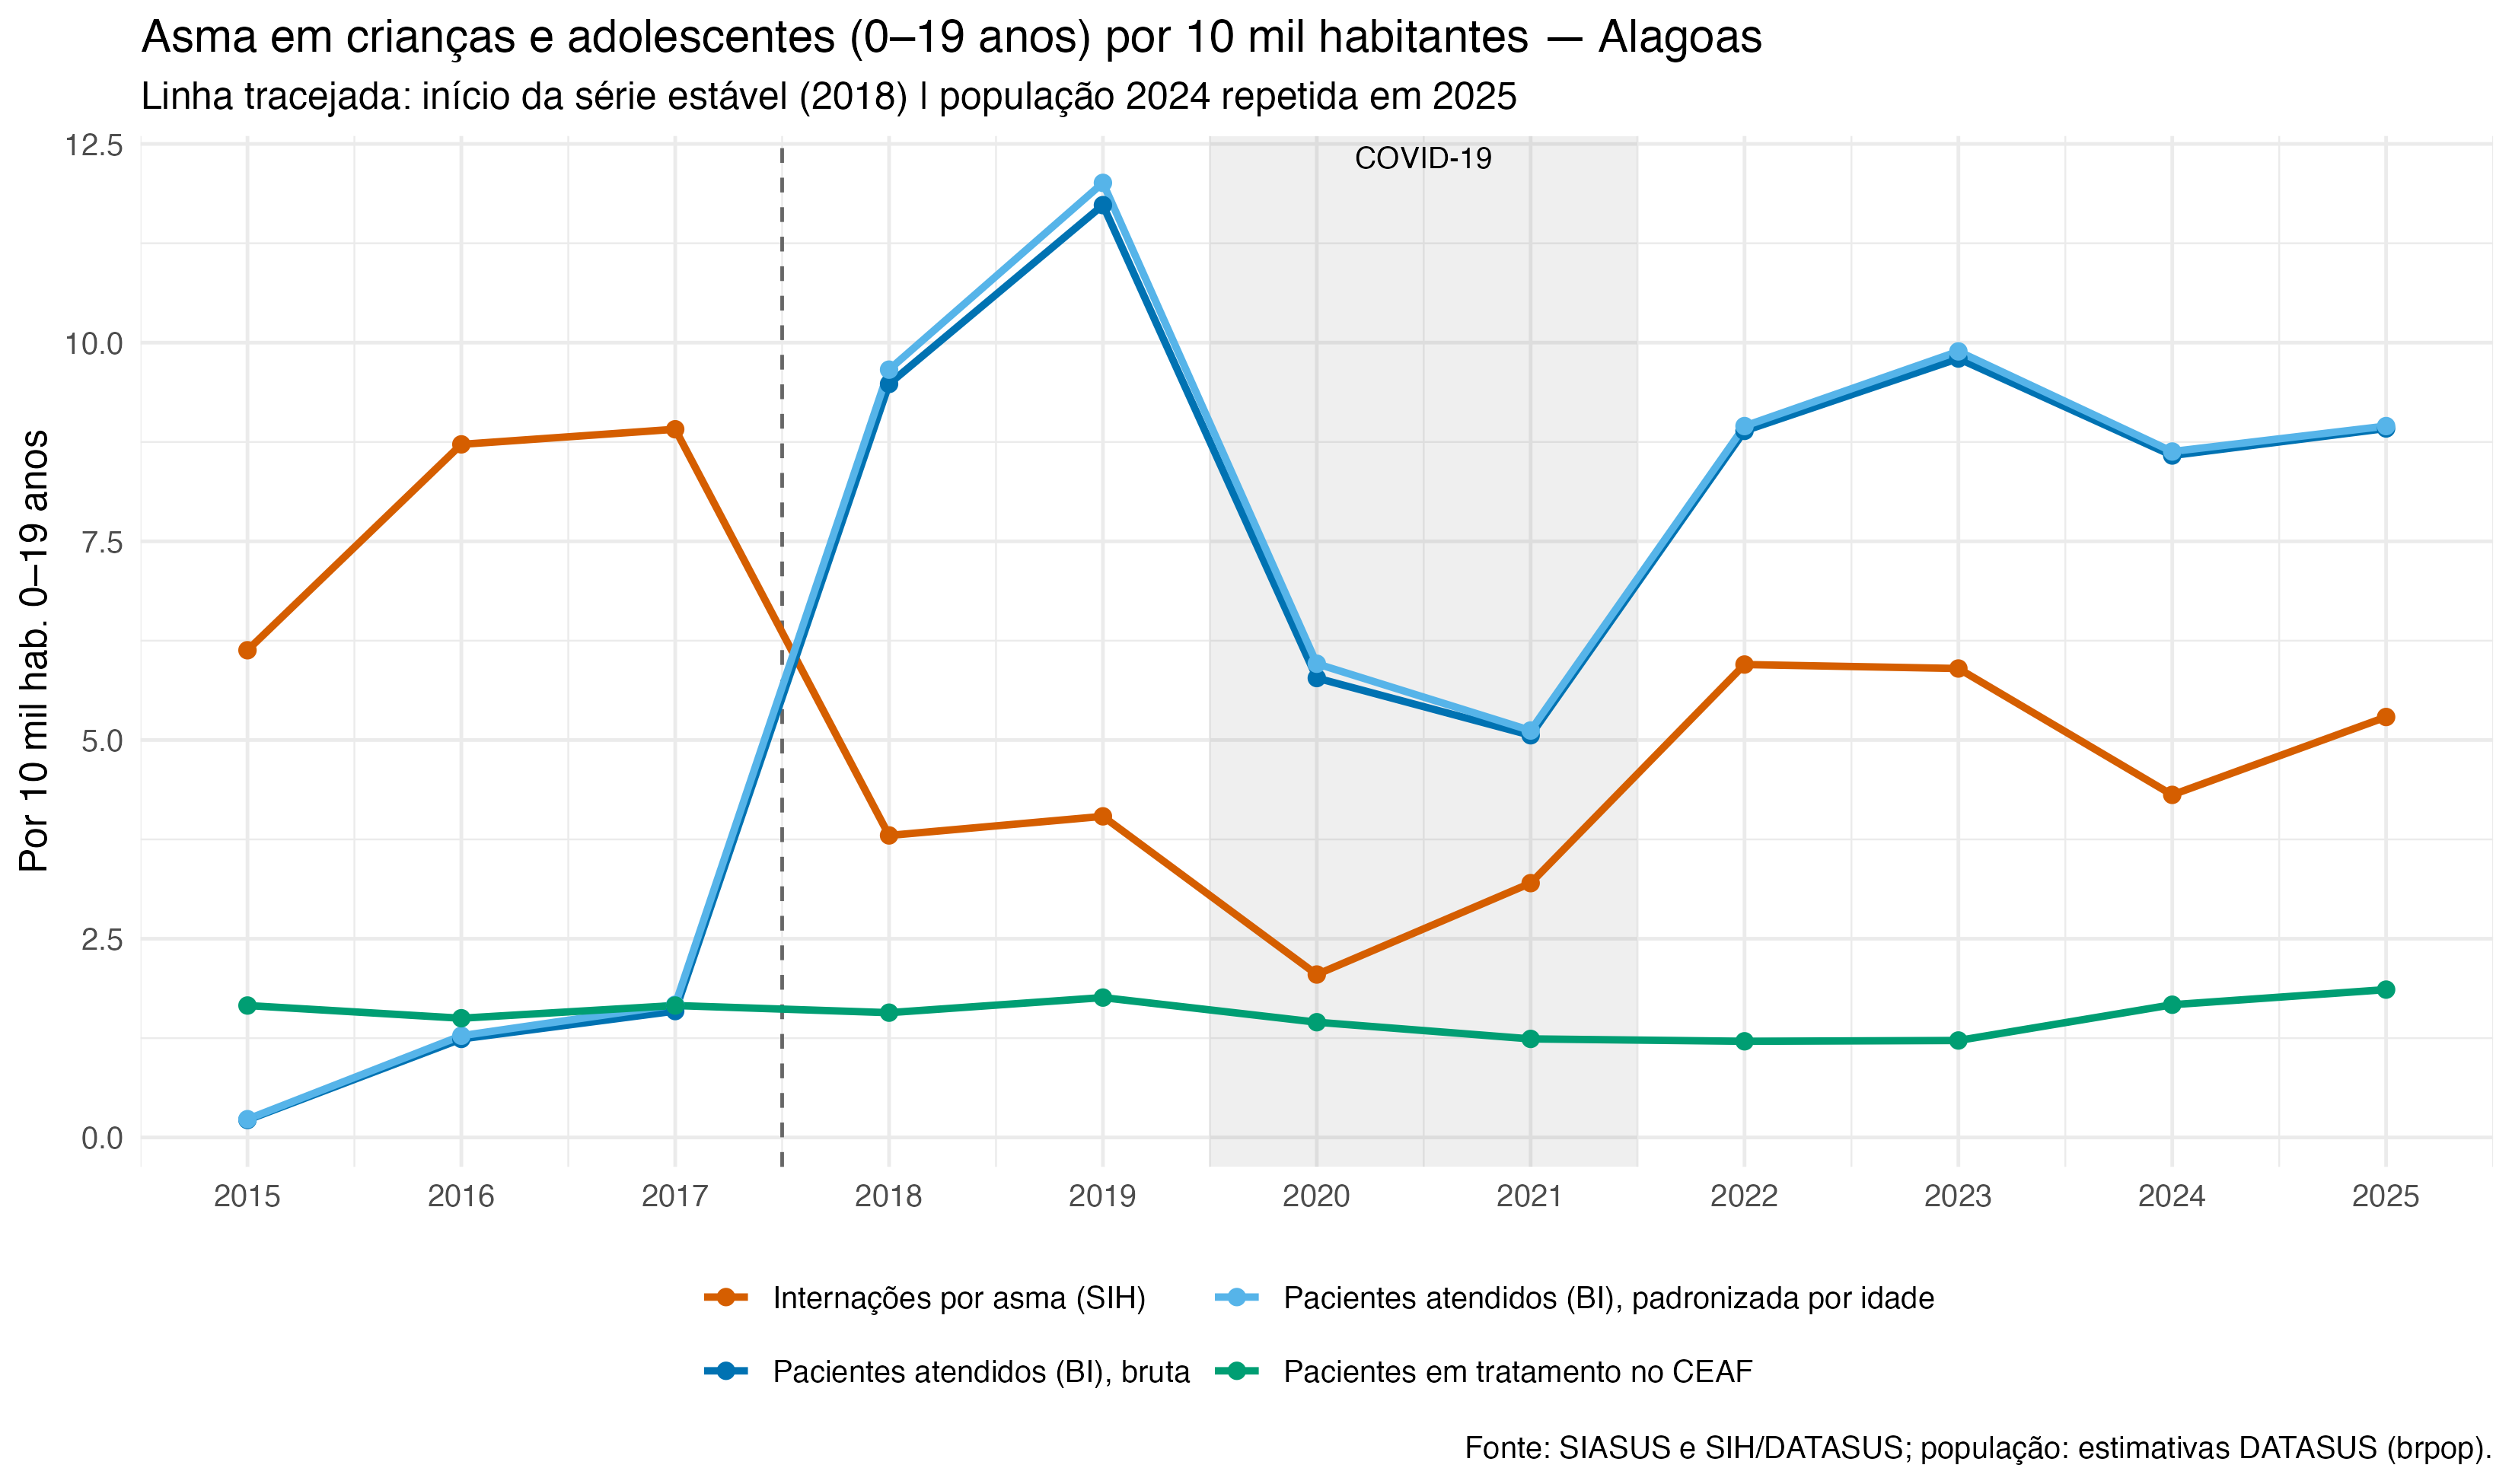 Asma em crianças e adolescentes (0–19 anos) por 10 mil habitantes — Alagoas
Linha tracejada: início da série estável (2018) | população 2024 repetida em 2025
Por 10 mil hab. 0–19 anos
12.5
10.0
7.5
5.0
2.5
0.0
COVID-19
2015 2016 2017 2018 2019 2020 2021 2022 2023 2024 2025
Internações por asma (SIH) Pacientes atendidos (BI), padronizada por idade
Pacientes atendidos (BI), bruta Pacientes em tratamento no CEAF
Fonte: SIASUS e SIH/DATASUS; população: estimativas DATASUS (brpop).